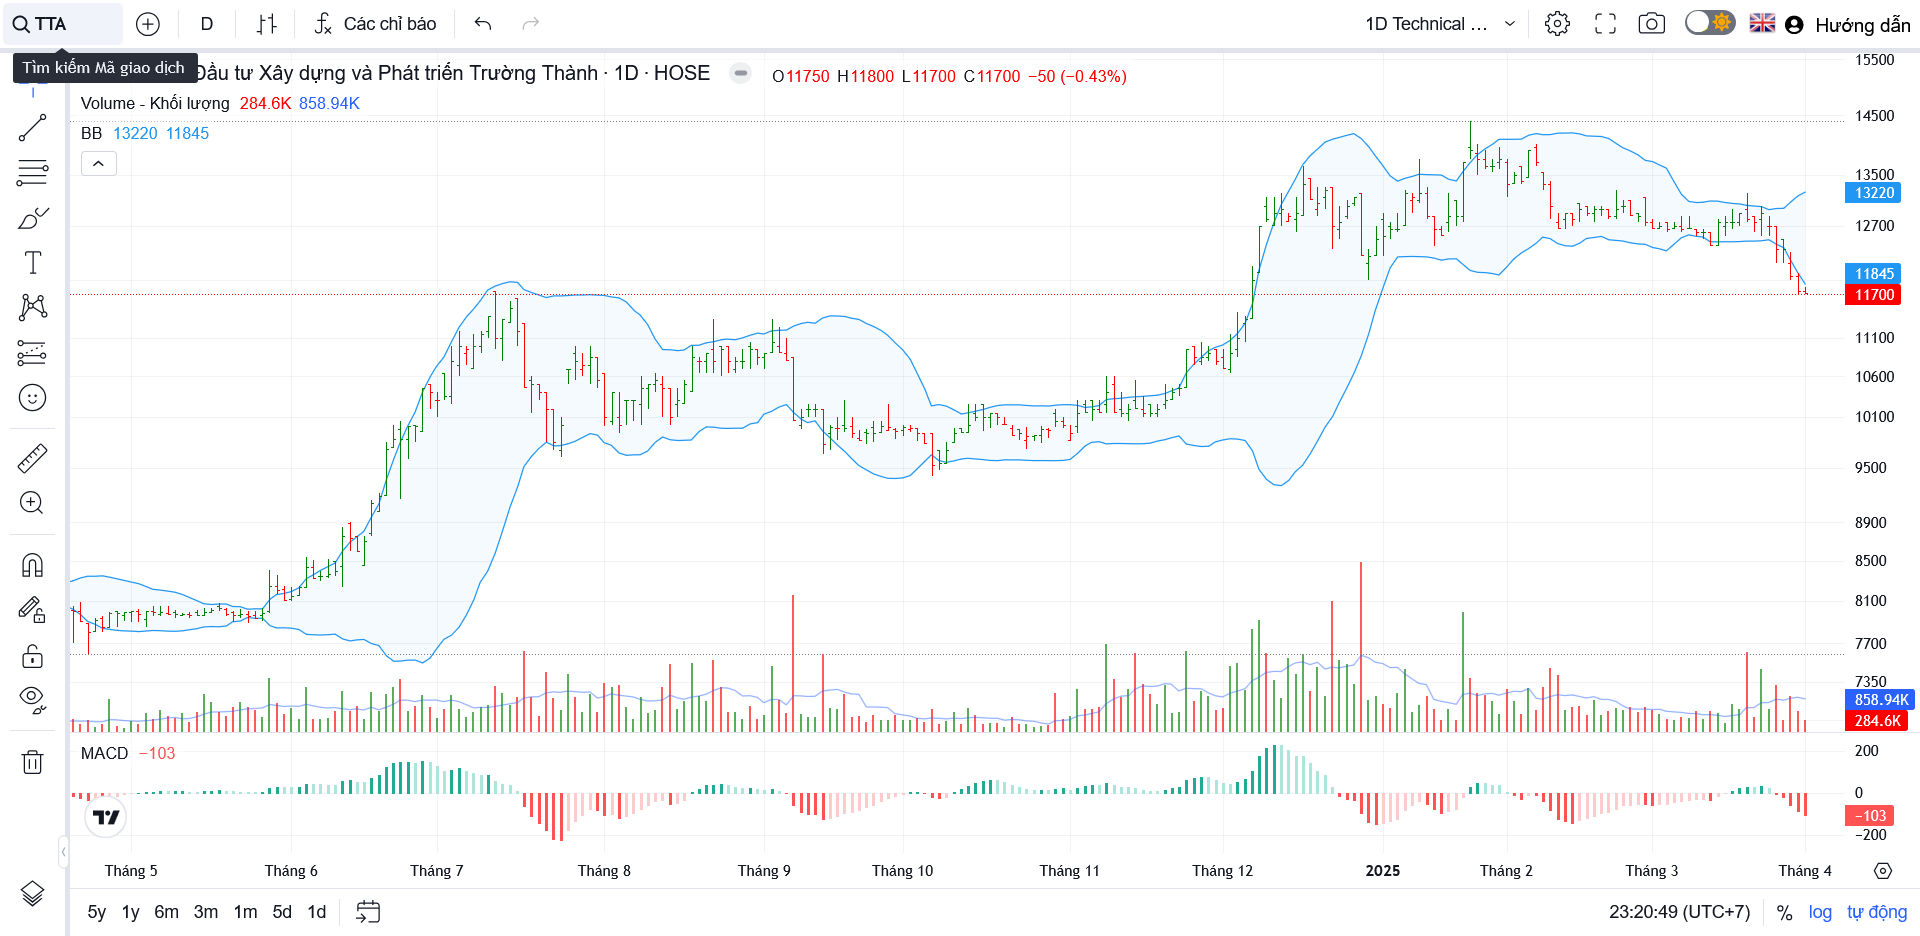 TTA
D
Các chỉ báo
1D Technical ...
Hướng dẫn
Tìm kiếm Mã giao dịch
Đầu tư Xây dựng và Phát triển Trường Thành · 1D · HOSE
O11750 H11800 L11700 C11700 −50 (−0.43%)
Volume - Khối lượng 284.6K 858.94K
BB 13220 11845
15500
14500
13500
13220
12700
11845
11700
11100
10600
10100
9500
8900
8500
8100
7700
7350
858.94K
284.6K
MACD −103
200
0
−103
−200
Tháng 5 Tháng 6 Tháng 7 Tháng 8 Tháng 9 Tháng 10 Tháng 11 Tháng 12 2025 Tháng 2 Tháng 3 Tháng 4
5y 1y 6m 3m 1m 5d 1d
23:20:49 (UTC+7) % log tự động